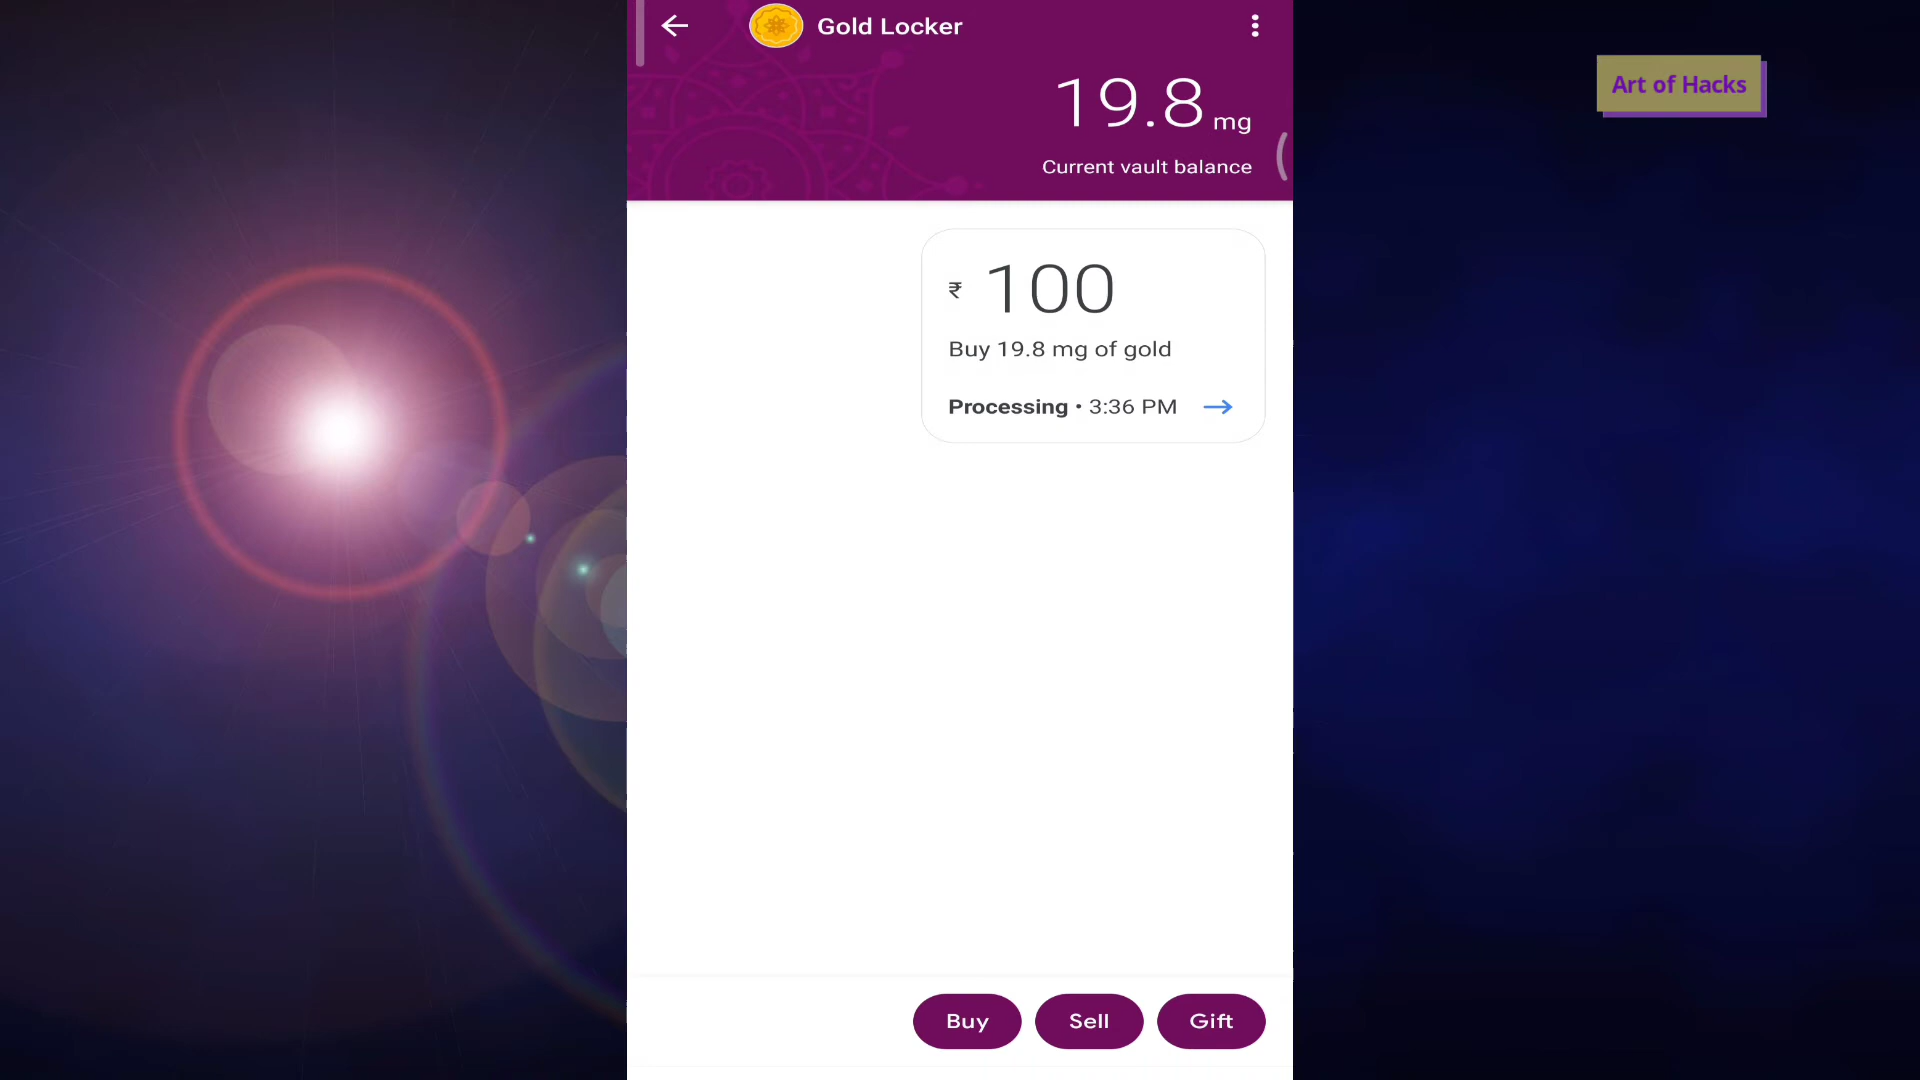 Gold Locker
19.8 mg
Current vault balance
₹ 100
Buy 19.8 mg of gold
Processing • 3:36 PM
Buy
Sell
Gift
Art of Hacks